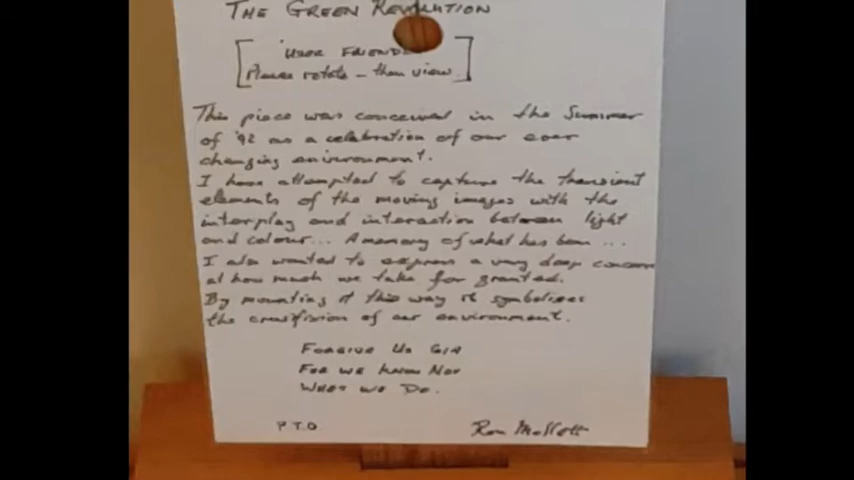 THE GREEN REVOLUTION
'USER FRIENDLY
Please rotate - then view.
This piece was conceived in the Summer
of '92 as a celebration of our ever
changing environment.
I have attempted to capture the transient
elements of the moving images with the
interplay and interaction between light
and colour... A memory of what has been ...
I also wanted to express a very deep concern
at how much we take for granted.
By mounting it this way it symbolises
the crucifixion of our environment.
FORGIVE US GIA
FOR WE KNOW NOT
WHAT WE DO.
P.T.O
Ron